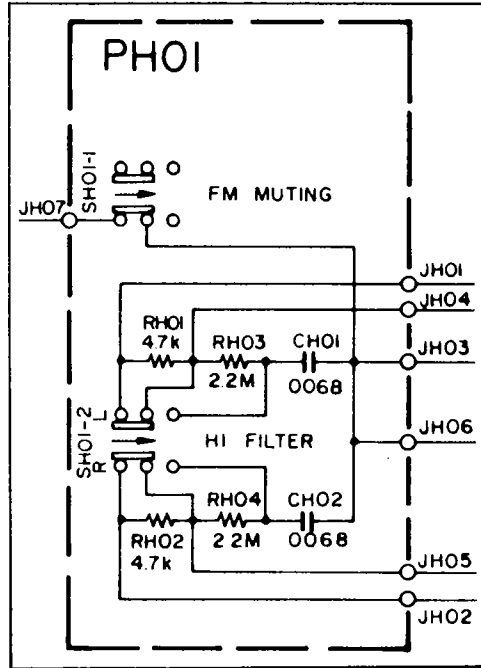 PH01
SH01-1
FM MUTING
JH07
JH01
JH04
RH01
4.7k
RH03
2.2M
CH01
0068
JH03
SH01-2
L
R
HI FILTER
JH06
RH02
4.7k
RH04
2 2M
CH02
0068
JH05
JH02